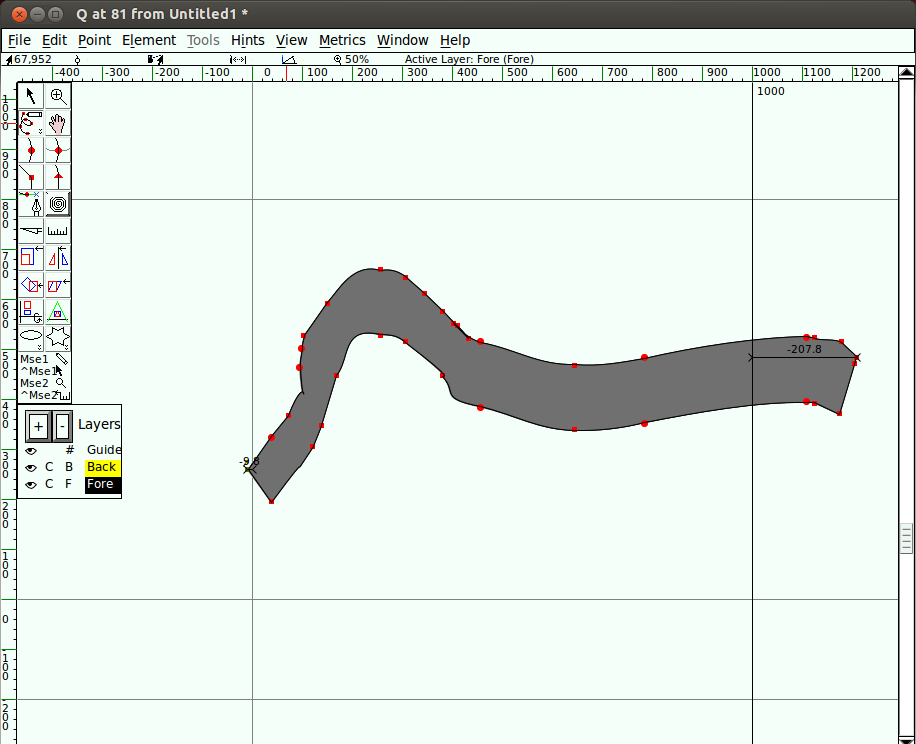 Q at 81 from Untitled1 *
File Edit Point Element Tools Hints View Metrics Window Help
67,952 50% Active Layer: Fore (Fore)
-400 -300 -200 -100 0 100 200 300 400 500 600 700 800 900 1000 1100 1200
1000
900
800
700
600
500
400
300
200
100
0
-100
-200
1000
-207.8
-9.8
Mse1
^Mse1
Mse2
^Mse2
+ - Layers
# Guide
C B Back
C F Fore